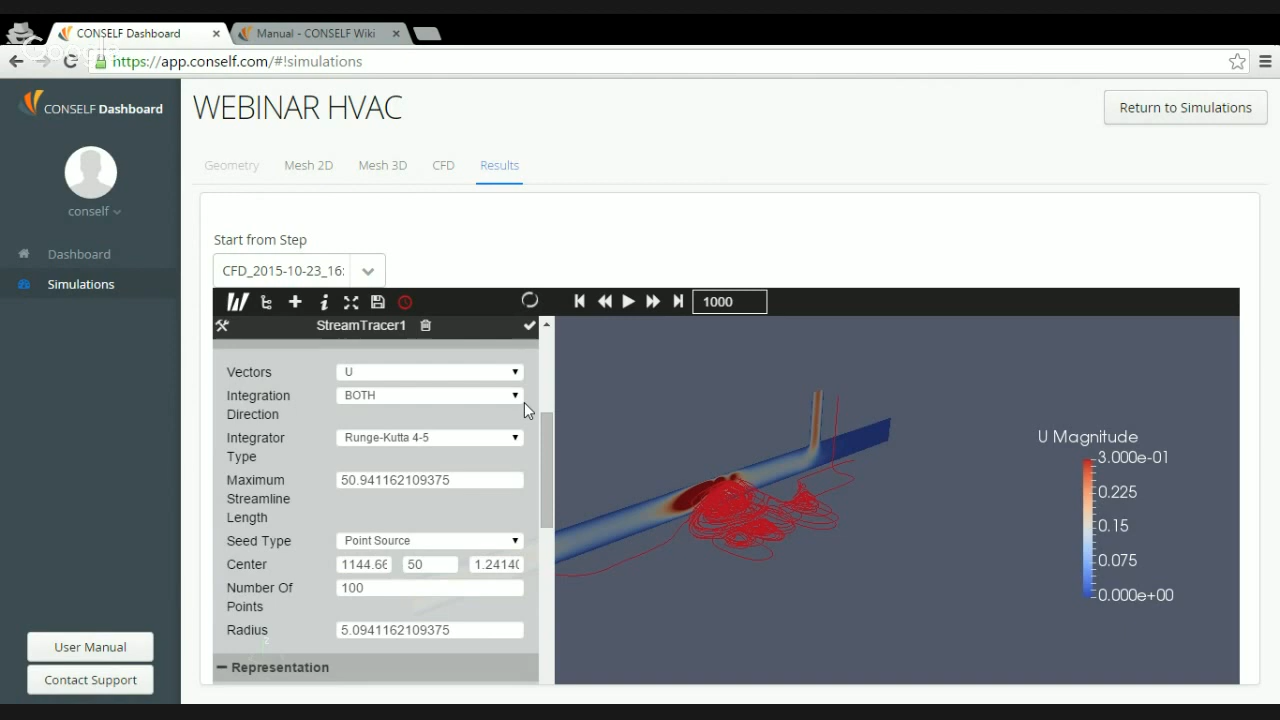 CONSELF Dashboard
Manual - CONSELF Wiki
Google
https://app.conself.com/#!simulations
CONSELF Dashboard
WEBINAR HVAC
Return to Simulations
Geometry Mesh 2D Mesh 3D CFD Results
conself
Dashboard
Simulations
Start from Step
CFD_2015-10-23_16:
1000
StreamTracer1
Vectors U
Integration Direction BOTH
Integrator Type Runge-Kutta 4-5
Maximum Streamline Length 50.941162109375
Seed Type Point Source
Center 1144.66 50 1.2414(
Number Of Points 100
Radius 5.0941162109375
Representation
U Magnitude
3.000e-01
0.225
0.15
0.075
0.000e+00
User Manual
Contact Support